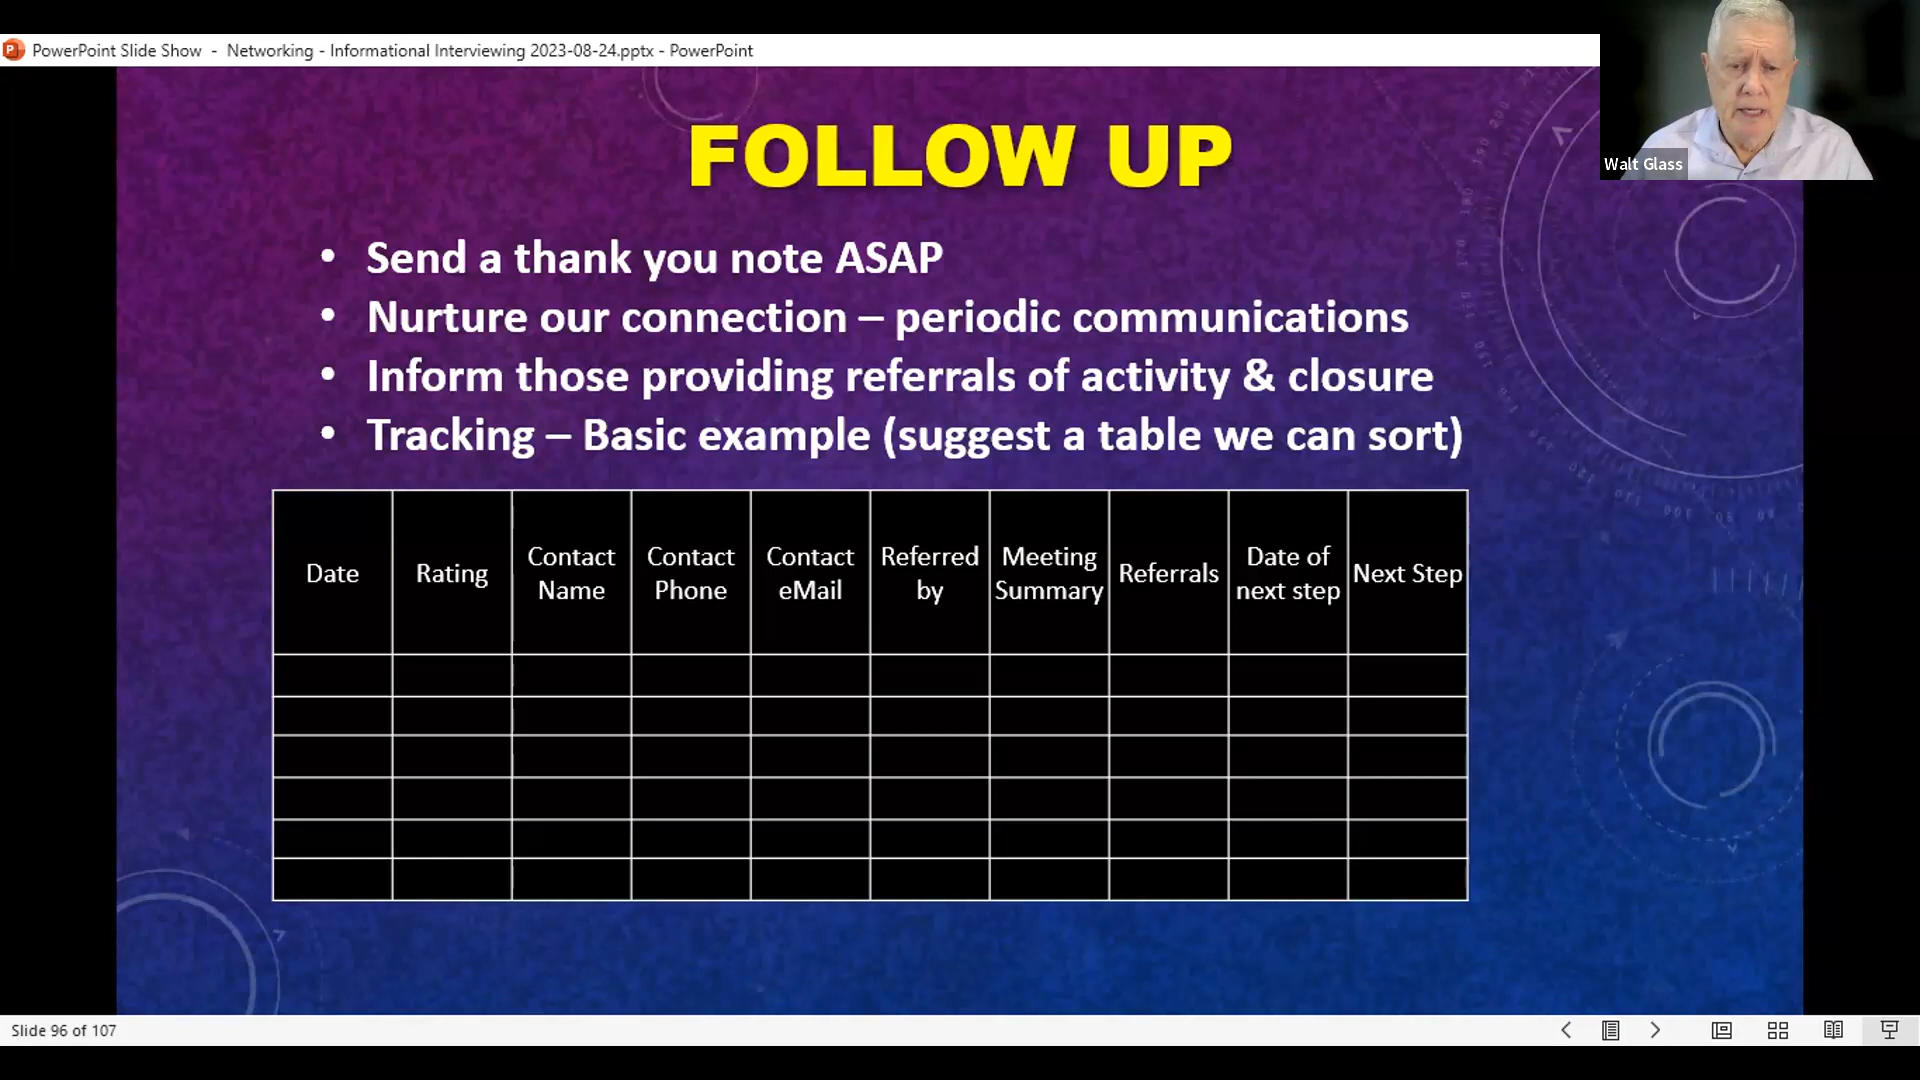 PowerPoint Slide Show - Networking - Informational Interviewing 2023-08-24.pptx - PowerPoint
Walt Glass
FOLLOW UP
• Send a thank you note ASAP
• Nurture our connection – periodic communications
• Inform those providing referrals of activity & closure
• Tracking – Basic example (suggest a table we can sort)
Date
Rating
Contact
Name
Contact
Phone
Contact
eMail
Referred
by
Meeting
Summary
Referrals
Date of
next step
Next Step
Slide 96 of 107